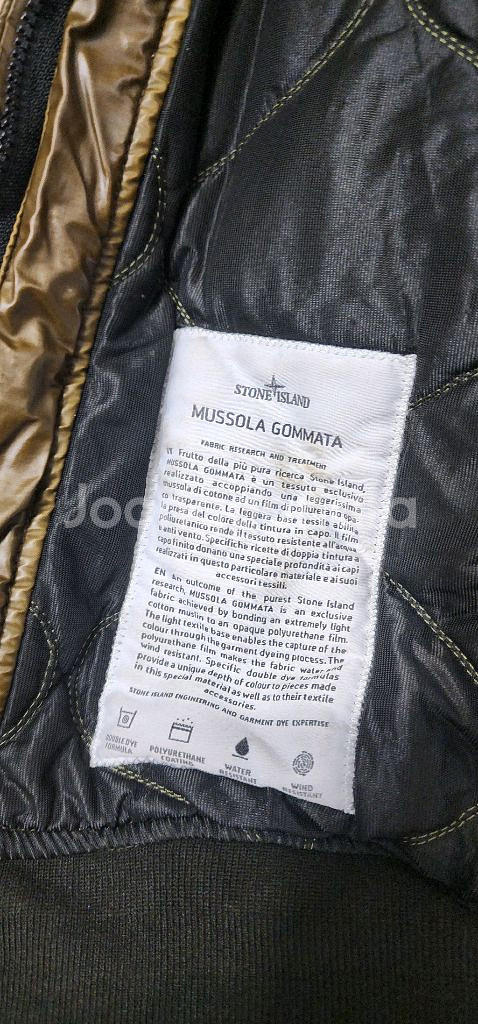 STONE ISLAND
MUSSOLA GOMMATA
FABRIC RESEARCH AND TREATMENT
IT Frutto della più pura ricerca Stone Island,
MUSSOLA GOMMATA è un tessuto esclusivo
realizzato accoppiando una leggerissima
mussola di cotone ad un film di poliuretano opa-
co trasparente. La leggera base tessile abilita
la presa del colore della tintura in capo. Il film
poliuretanico rende il tessuto resistente all'acqua
e anti vento. Specifiche ricette di doppia tintura a
capo finito donano una speciale profondità ai capi
realizzati in questo particolare materiale e ai suoi
accessori tessili.
EN An outcome of the purest Stone Island
research, MUSSOLA GOMMATA is an exclusive
fabric achieved by bonding an extremely light
cotton muslin to an opaque polyurethane film.
The light textile base enables the capture of the
colour through the garment dyeing process. The
polyurethane film makes the fabric water and
wind resistant. Specific double dye formulas
provide a unique depth of colour to pieces made
in this special material as well as to their textile
accessories.
STONE ISLAND ENGINEERING AND GARMENT DYE EXPERTISE
DOUBLE DYE
FORMULA
POLYURETHANE
COATING
WATER
RESISTANT
WIND
RESISTANT